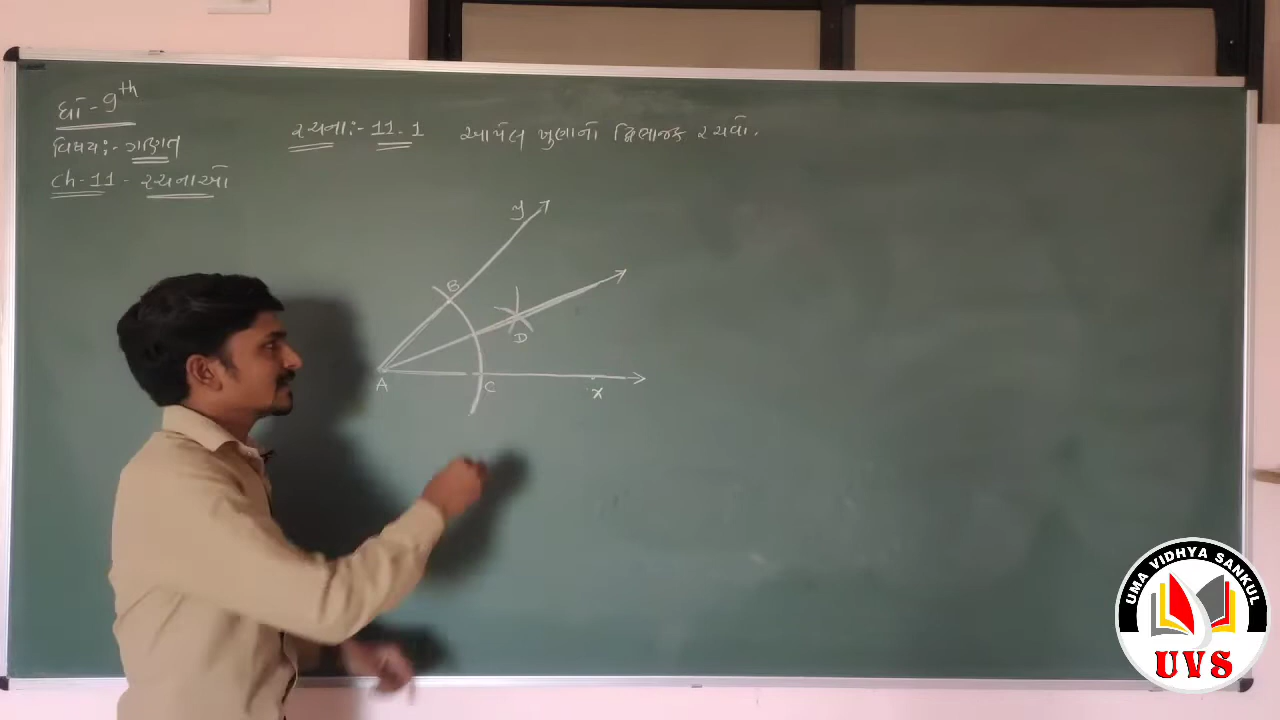 ધો - 9th
વિષય:- ગણિત
Ch-11 - રચનાઓ
રચના:- 11.1 આપેલ ખુણાનો દ્વિભાજક રચવો.
y
B
D
A
C
x
UMA VIDHYA SANKUL
UVS